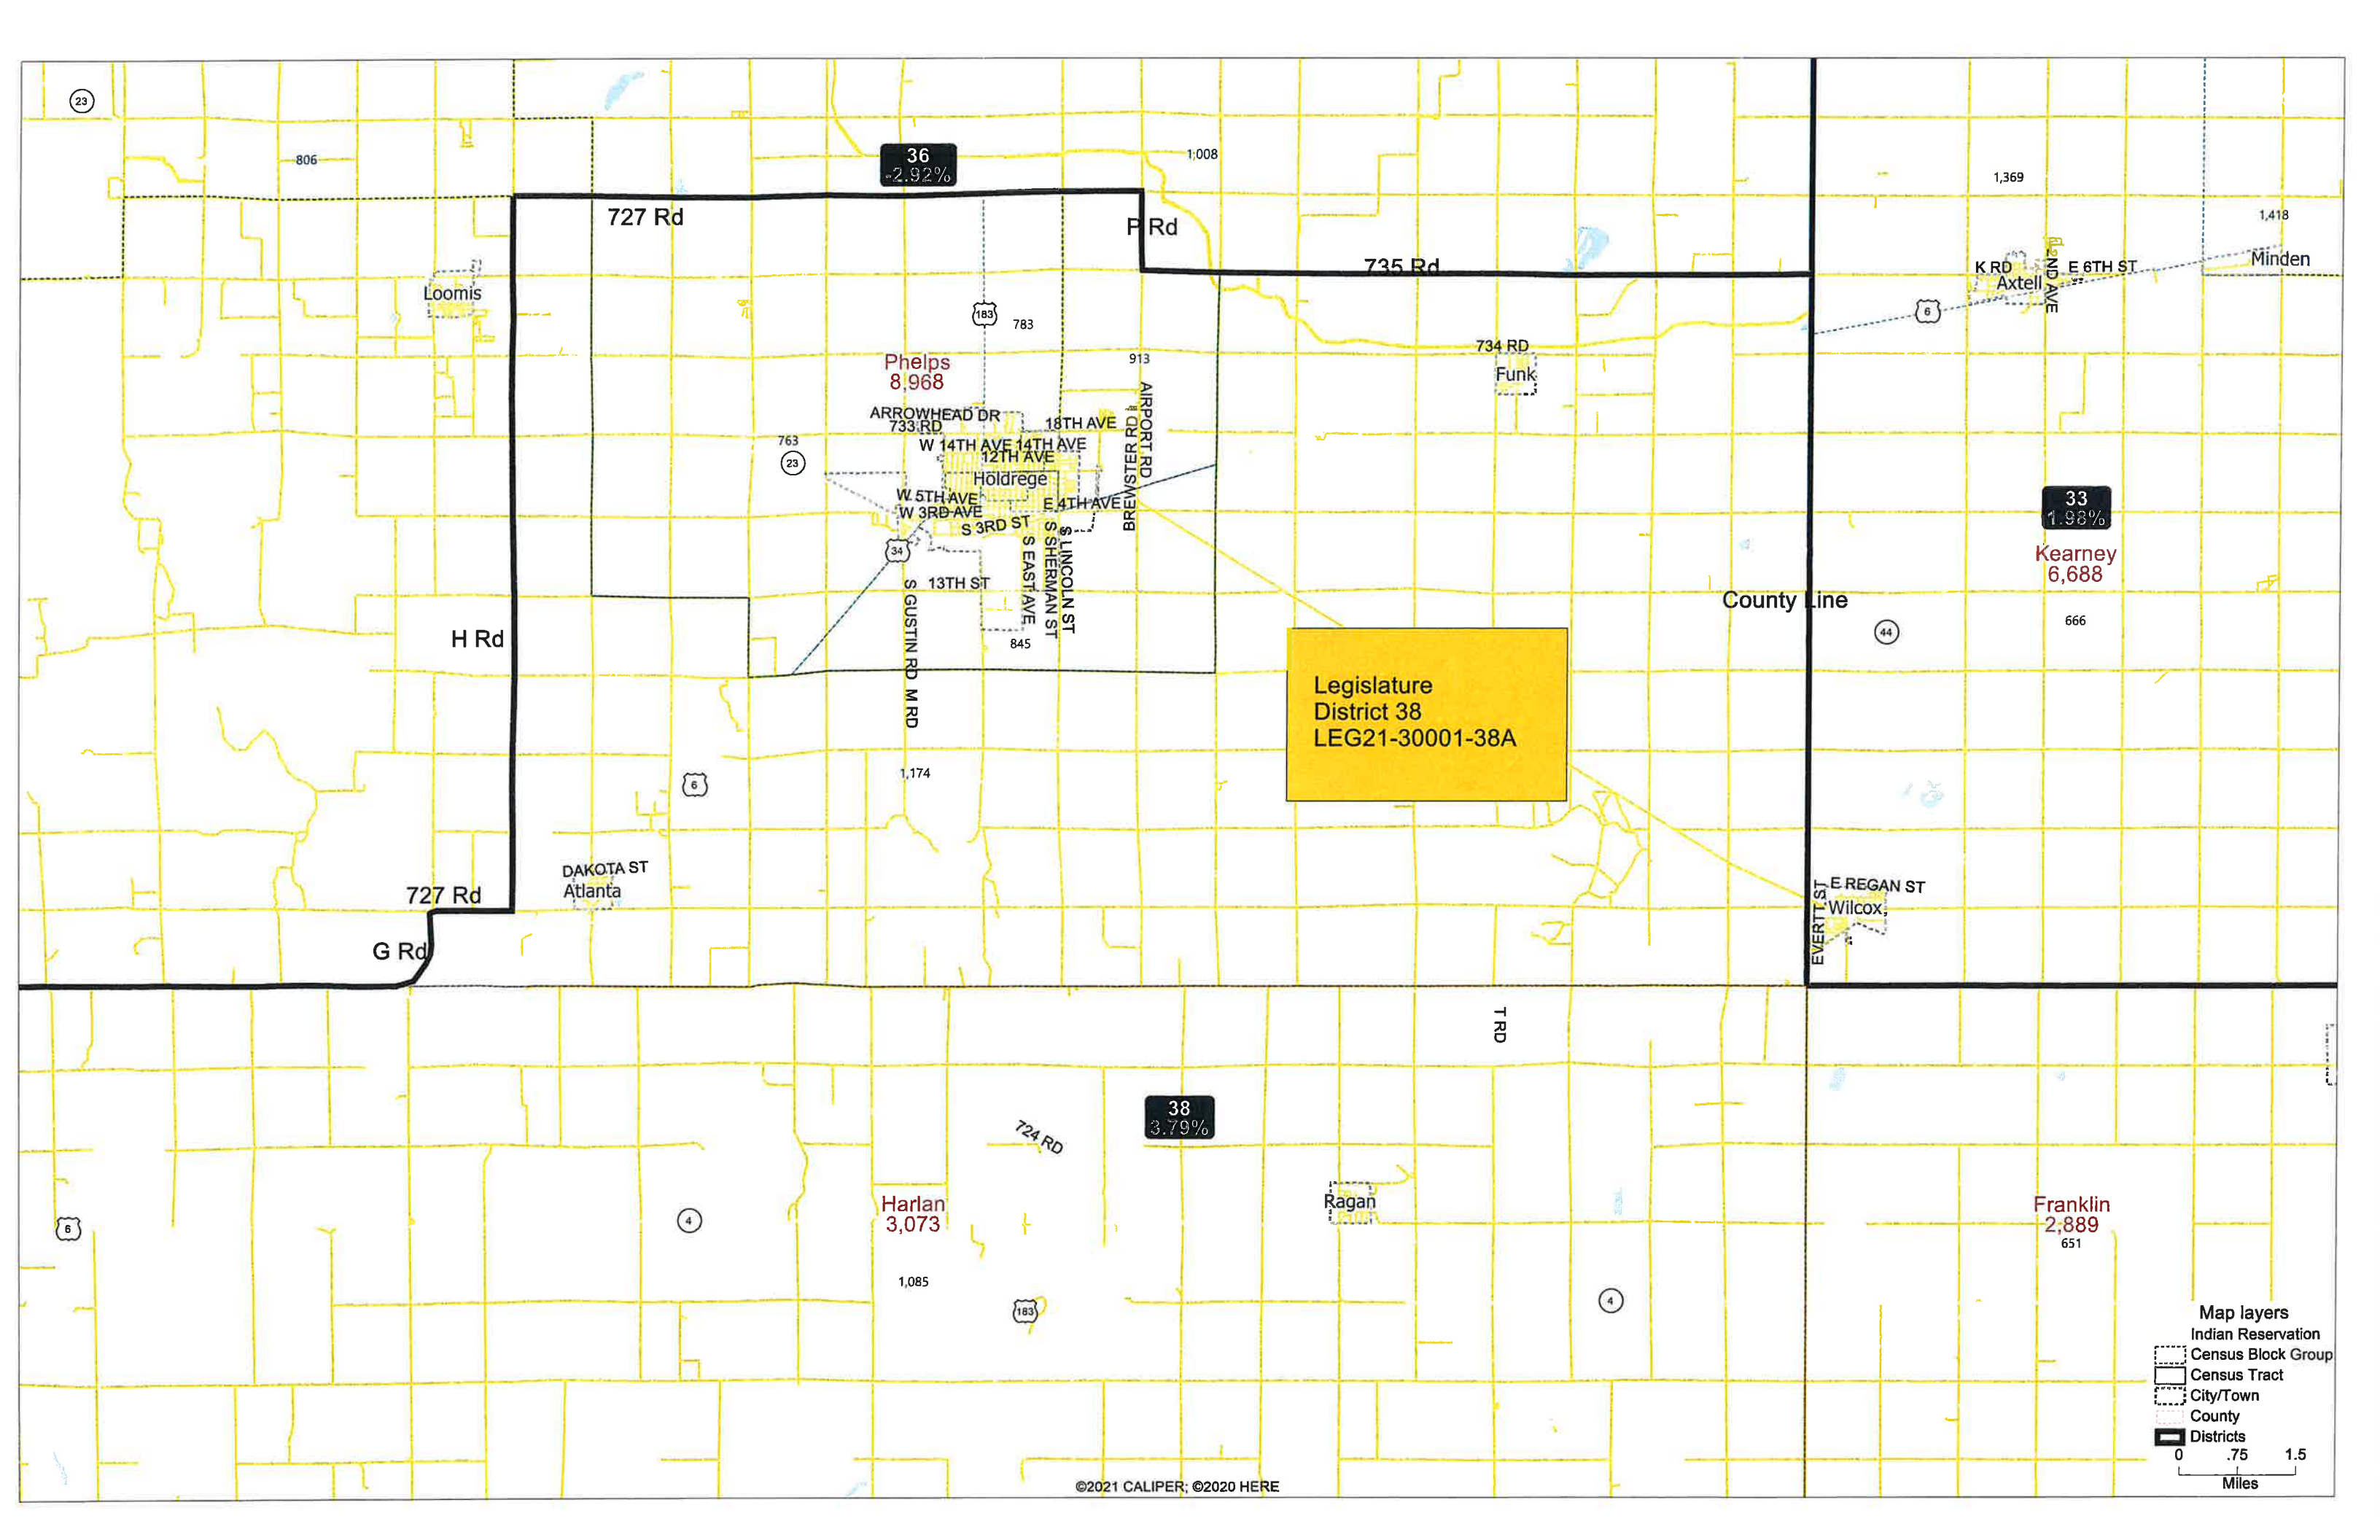 23
806
36
-2.92%
1,008
1,369
727 Rd
P Rd
1,418
735 Rd
K RD
E 6TH ST
Minden
Loomis
Axtell
ND AVE
6
183
783
734 RD
913
Funk
Phelps
8,968
ARROWHEAD DR
733 RD
18TH AVE
763
W 14TH AVE
14TH AVE
12TH AVE
23
Holdrege
AIRPORT RD
BREWSTER RD
W 5TH AVE
W 3RD AVE
E 4TH AVE
S 3RD ST
33
1.98%
34
Kearney
6,688
13TH ST
S EAST AVE
S SHERMAN ST
S LINCOLN ST
S GUSTIN RD
M RD
County Line
666
44
H Rd
845
Legislature
District 38
LEG21-30001-38A
1,174
6
DAKOTA ST
Atlanta
727 Rd
E REGAN ST
Wilcox
EVERTT ST
G Rd
T RD
38
3.79%
724 RD
Harlan
3,073
Ragan
Franklin
2,889
651
6
4
1,085
183
4
Map layers
Indian Reservation
Census Block Group
Census Tract
City/Town
County
Districts
0 .75 1.5
Miles
©2021 CALIPER; ©2020 HERE